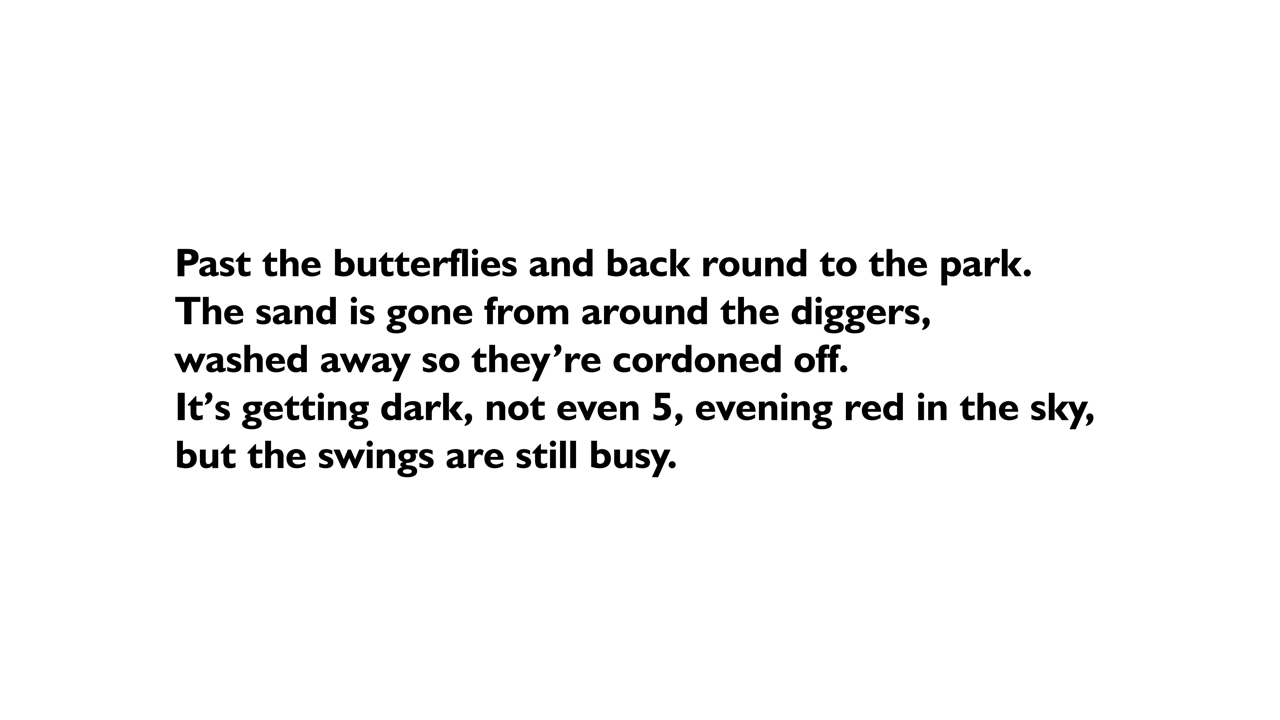 Past the butterflies and back round to the park.
The sand is gone from around the diggers,
washed away so they’re cordoned off.
It’s getting dark, not even 5, evening red in the sky,
but the swings are still busy.